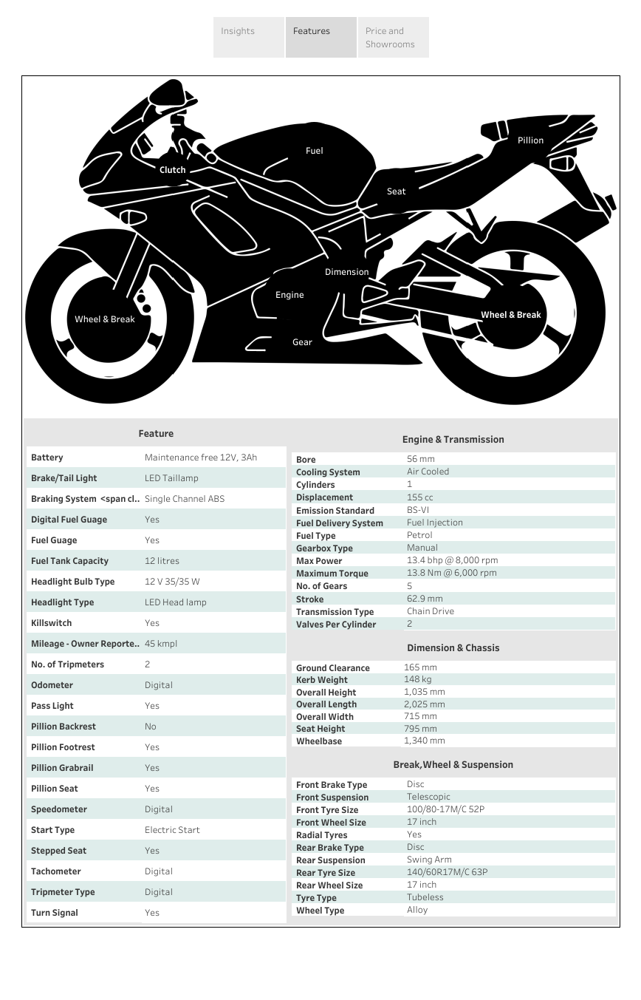 Insights
Features
Price and
Showrooms
Fuel
Pillion
Clutch
Seat
Dimension
Engine
Wheel & Break
Wheel & Break
Gear
Feature
Battery Maintenance free 12V, 3Ah
Brake/Tail Light LED Taillamp
Braking System <span cl.. Single Channel ABS
Digital Fuel Guage Yes
Fuel Guage Yes
Fuel Tank Capacity 12 litres
Headlight Bulb Type 12 V 35/35 W
Headlight Type LED Head lamp
Killswitch Yes
Mileage - Owner Reporte.. 45 kmpl
No. of Tripmeters 2
Odometer Digital
Pass Light Yes
Pillion Backrest No
Pillion Footrest Yes
Pillion Grabrail Yes
Pillion Seat Yes
Speedometer Digital
Start Type Electric Start
Stepped Seat Yes
Tachometer Digital
Tripmeter Type Digital
Turn Signal Yes
Engine & Transmission
Bore 56 mm
Cooling System Air Cooled
Cylinders 1
Displacement 155 cc
Emission Standard BS-VI
Fuel Delivery System Fuel Injection
Fuel Type Petrol
Gearbox Type Manual
Max Power 13.4 bhp @ 8,000 rpm
Maximum Torque 13.8 Nm @ 6,000 rpm
No. of Gears 5
Stroke 62.9 mm
Transmission Type Chain Drive
Valves Per Cylinder 2
Dimension & Chassis
Ground Clearance 165 mm
Kerb Weight 148 kg
Overall Height 1,035 mm
Overall Length 2,025 mm
Overall Width 715 mm
Seat Height 795 mm
Wheelbase 1,340 mm
Break,Wheel & Suspension
Front Brake Type Disc
Front Suspension Telescopic
Front Tyre Size 100/80-17M/C 52P
Front Wheel Size 17 inch
Radial Tyres Yes
Rear Brake Type Disc
Rear Suspension Swing Arm
Rear Tyre Size 140/60R17M/C 63P
Rear Wheel Size 17 inch
Tyre Type Tubeless
Wheel Type Alloy